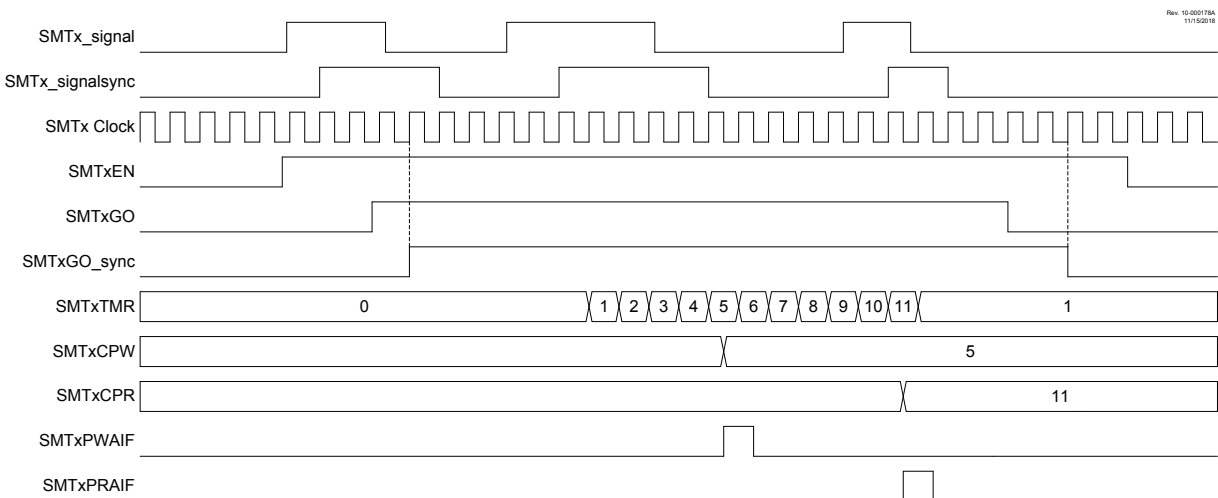 Rev. 10-000178A
11/15/2018
SMTx_signal
SMTx_signalsync
SMTx Clock
SMTxEN
SMTxGO
SMTxGO_sync
SMTxTMR 0 1 2 3 4 5 6 7 8 9 10 11 1
SMTxCPW 5
SMTxCPR 11
SMTxPWAIF
SMTxPRAIF